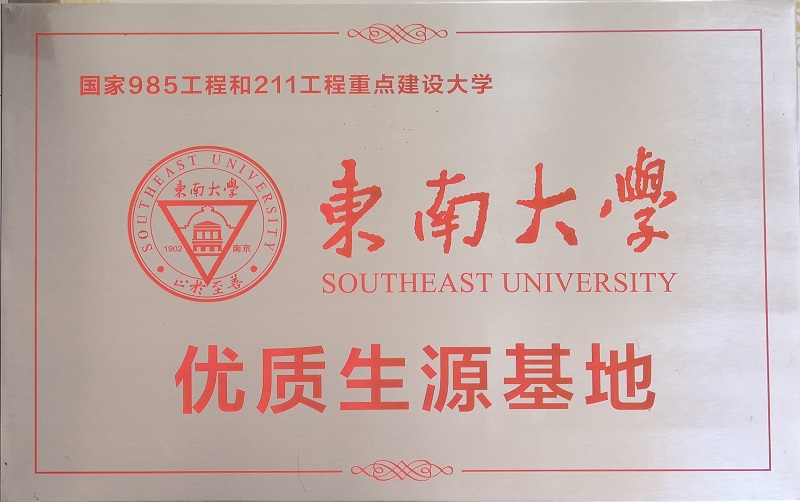 国家985工程和211工程重点建设大学
SOUTHEAST UNIVERSITY
東南大學
1902 南京
止於至善
東南大學
SOUTHEAST UNIVERSITY
优质生源基地